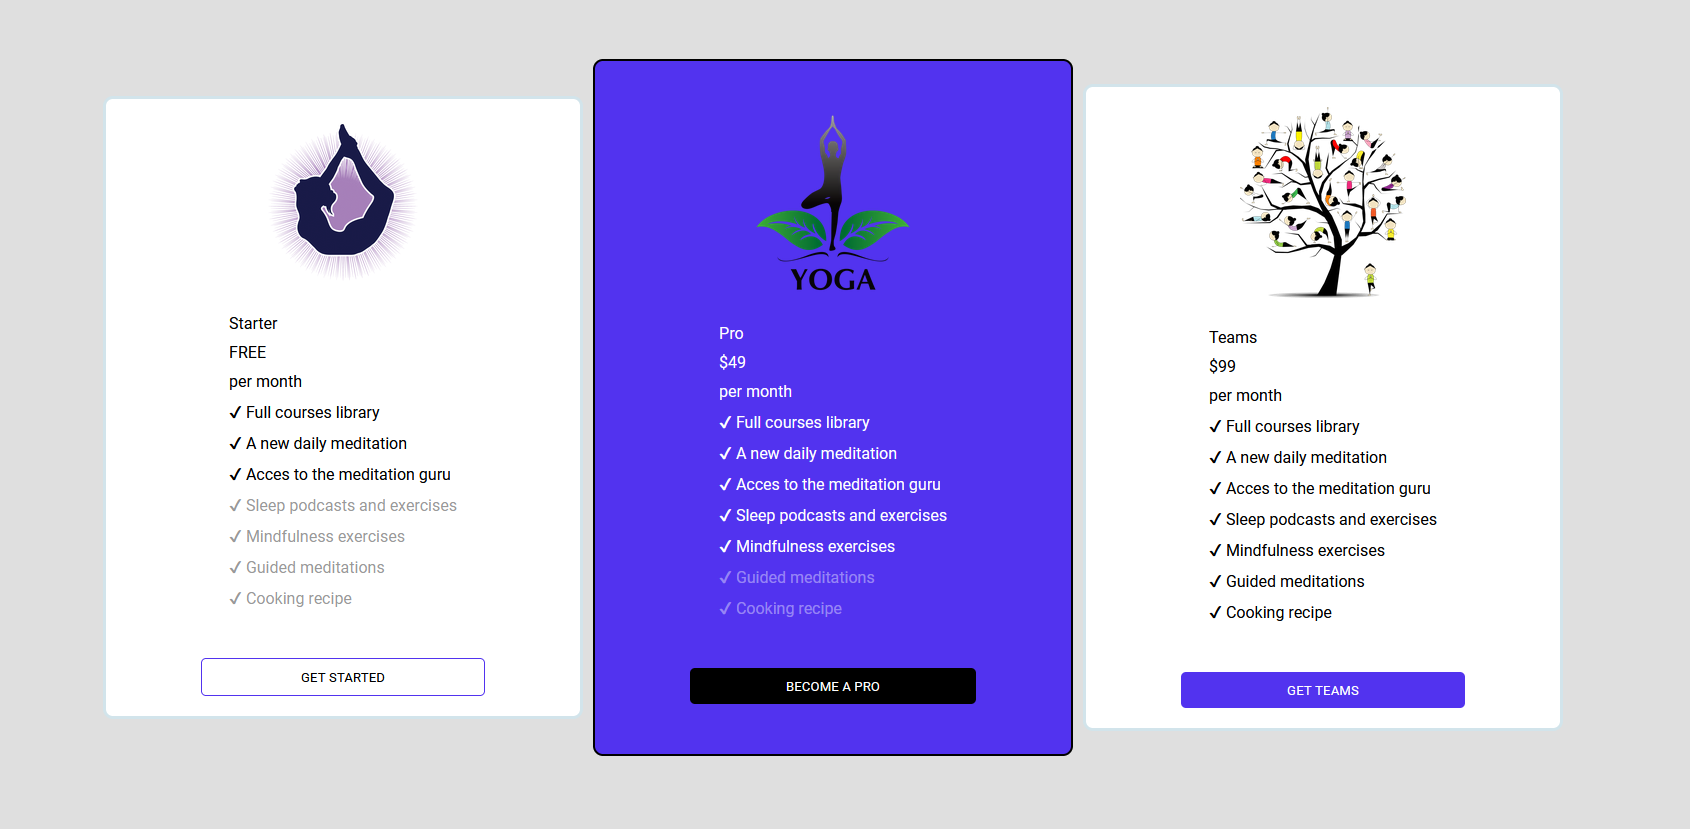 Starter
FREE
per month
✓ Full courses library
✓ A new daily meditation
✓ Acces to the meditation guru
✓ Sleep podcasts and exercises
✓ Mindfulness exercises
✓ Guided meditations
✓ Cooking recipe
GET STARTED
YOGA
Pro
$49
per month
✓ Full courses library
✓ A new daily meditation
✓ Acces to the meditation guru
✓ Sleep podcasts and exercises
✓ Mindfulness exercises
✓ Guided meditations
✓ Cooking recipe
BECOME A PRO
Teams
$99
per month
✓ Full courses library
✓ A new daily meditation
✓ Acces to the meditation guru
✓ Sleep podcasts and exercises
✓ Mindfulness exercises
✓ Guided meditations
✓ Cooking recipe
GET TEAMS